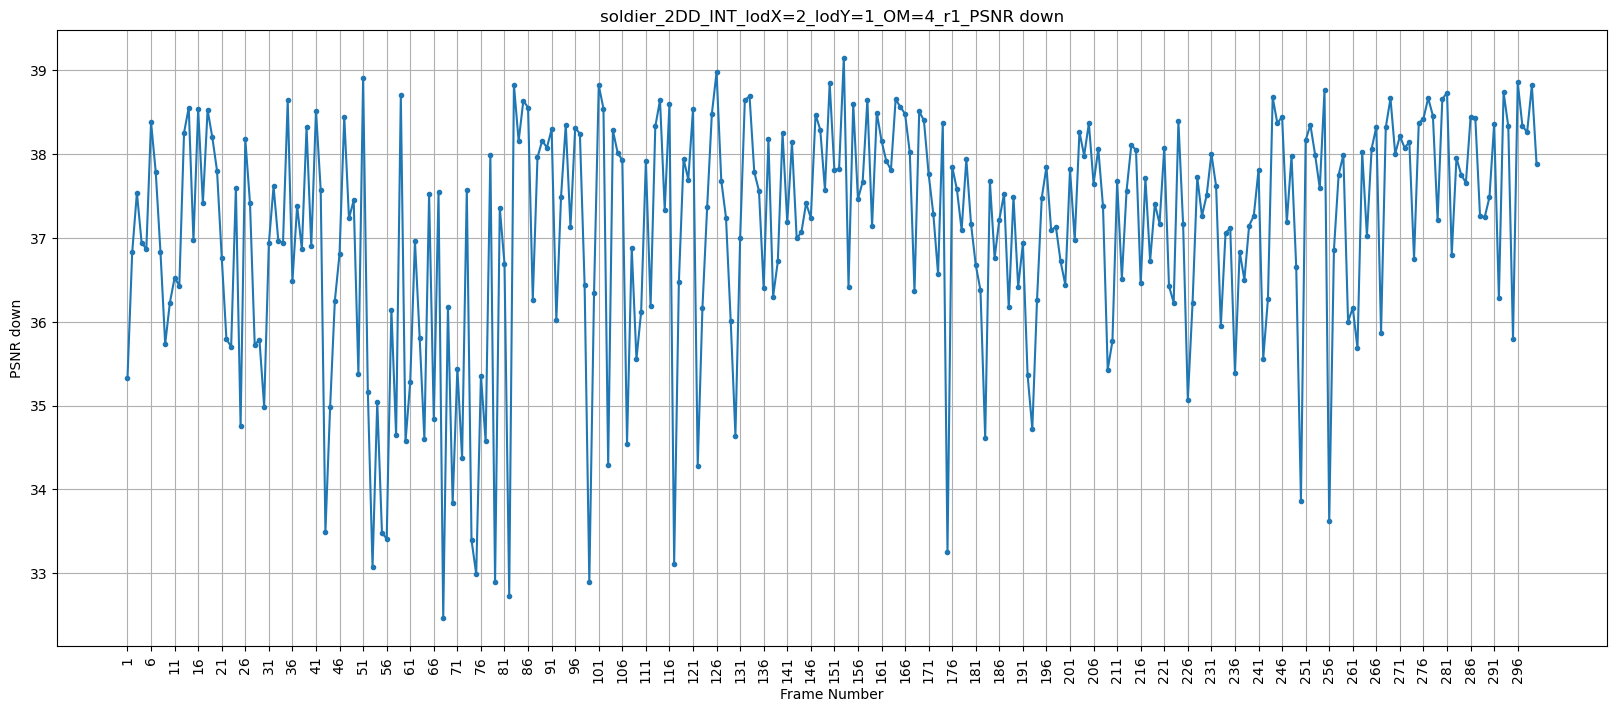 soldier_2DD_INT_lodX=2_lodY=1_OM=4_r1_PSNR down
39
38
37
36
35
34
33
PSNR down
1 6 11 16 21 26 31 36 41 46 51 56 61 66 71 76 81 86 91 96 101 106 111 116 121 126 131 136 141 146 151 156 161 166 171 176 181 186 191 196 201 206 211 216 221 226 231 236 241 246 251 256 261 266 271 276 281 286 291 296
Frame Number